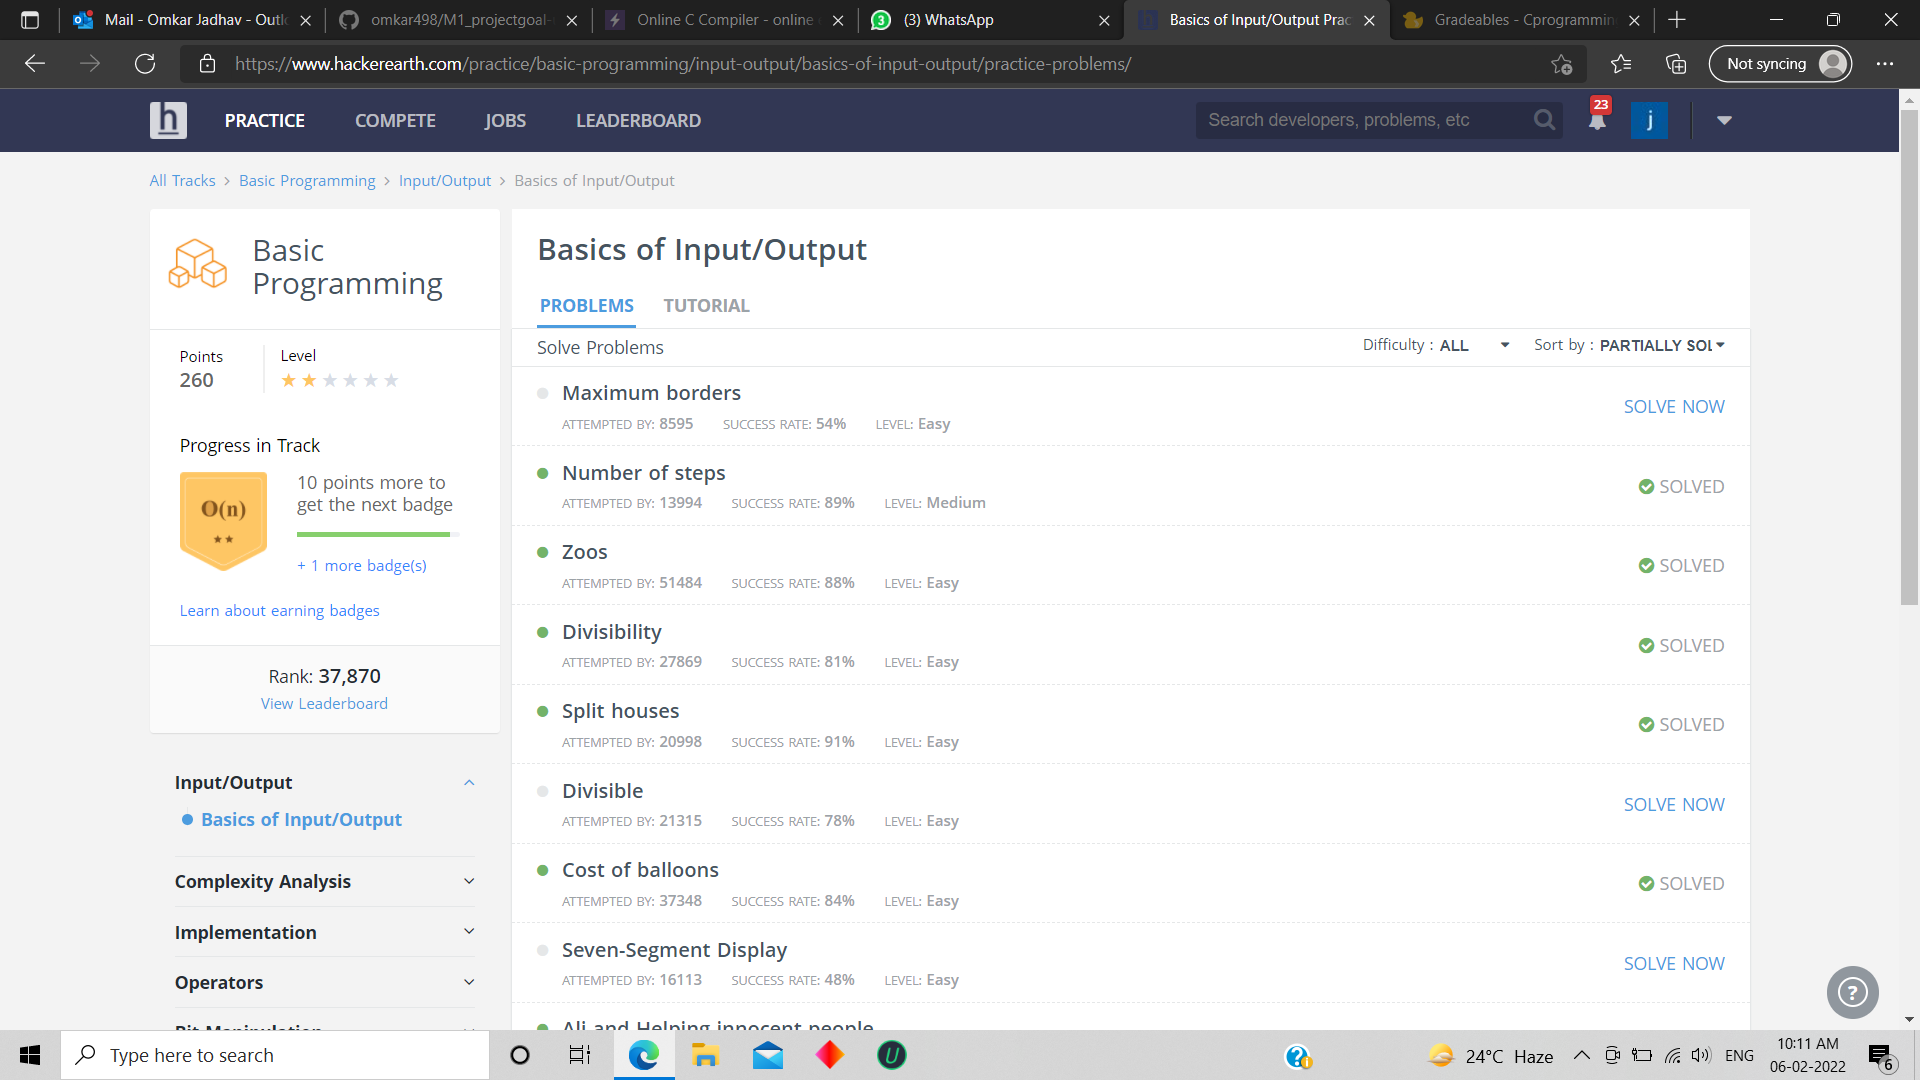 Mail - Omkar Jadhav - Outl
omkar498/M1_projectgoal-
Online C Compiler - online
(3) WhatsApp
Basics of Input/Output Prac
Gradeables - Cprogrammin
https://www.hackerearth.com/practice/basic-programming/input-output/basics-of-input-output/practice-problems/
Not syncing
h PRACTICE COMPETE JOBS LEADERBOARD
Search developers, problems, etc
23
j
All Tracks > Basic Programming > Input/Output > Basics of Input/Output
Basic
Programming
Points
260
Level
Progress in Track
O(n)
10 points more to
get the next badge
+ 1 more badge(s)
Learn about earning badges
Rank: 37,870
View Leaderboard
Input/Output
Basics of Input/Output
Complexity Analysis
Implementation
Operators
Bit Manipulation
Basics of Input/Output
PROBLEMS TUTORIAL
Solve Problems
Difficulty : ALL
Sort by : PARTIALLY SOL
Maximum borders
ATTEMPTED BY: 8595 SUCCESS RATE: 54% LEVEL: Easy
SOLVE NOW
Number of steps
ATTEMPTED BY: 13994 SUCCESS RATE: 89% LEVEL: Medium
SOLVED
Zoos
ATTEMPTED BY: 51484 SUCCESS RATE: 88% LEVEL: Easy
SOLVED
Divisibility
ATTEMPTED BY: 27869 SUCCESS RATE: 81% LEVEL: Easy
SOLVED
Split houses
ATTEMPTED BY: 20998 SUCCESS RATE: 91% LEVEL: Easy
SOLVED
Divisible
ATTEMPTED BY: 21315 SUCCESS RATE: 78% LEVEL: Easy
SOLVE NOW
Cost of balloons
ATTEMPTED BY: 37348 SUCCESS RATE: 84% LEVEL: Easy
SOLVED
Seven-Segment Display
ATTEMPTED BY: 16113 SUCCESS RATE: 48% LEVEL: Easy
SOLVE NOW
Ali and Helping innocent people
?
Type here to search
24°C Haze
ENG
10:11 AM
06-02-2022
6